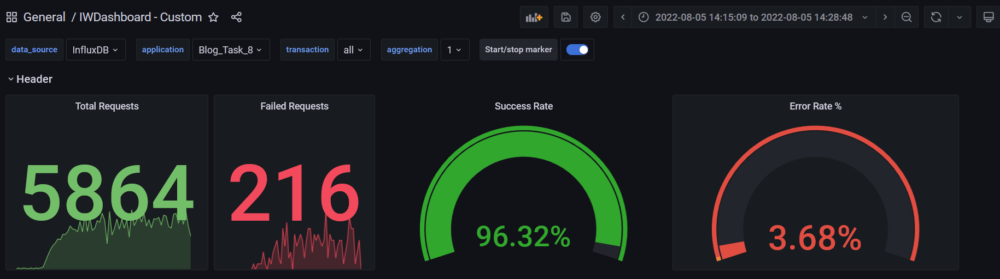 General / IWDashboard - Custom
2022-08-05 14:15:09 to 2022-08-05 14:28:48
data_source InfluxDB application Blog_Task_8 transaction all aggregation 1 Start/stop marker
Header
Total Requests Failed Requests Success Rate Error Rate %
5864 216 96.32% 3.68%